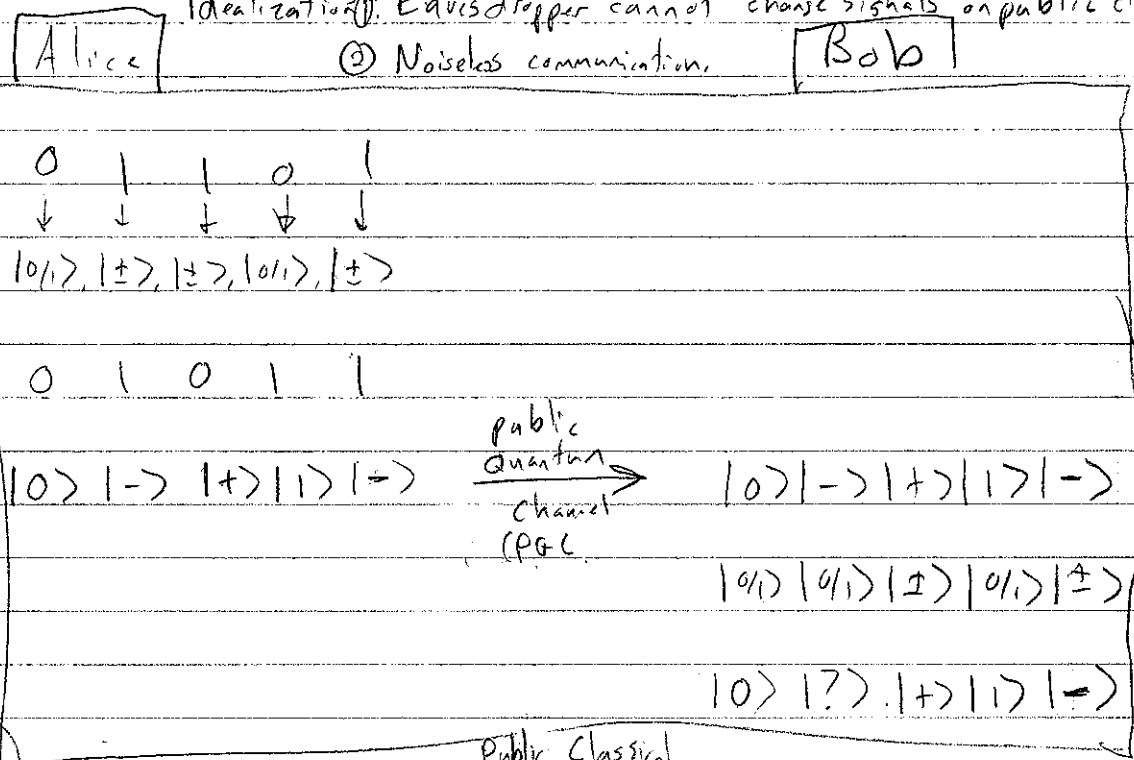 Idealization ①. Eavesdropper cannot change signals on public c
Alice ② Noiseless communication, Bob
0 1 1 0 1
↓ ↓ ↓ ↓ ↓
|0/1>, |±>, |±>, |0/1>, |±>
0 1 0 1 1
public
Quantum
|0> |-> |+> |1> |-> → |0> |-> |+> |1> |->
Channel
(PQC
|0/1> |0/1> |±> |0/1> |±>
|0> |?> |+> |1> |->
Public Classical